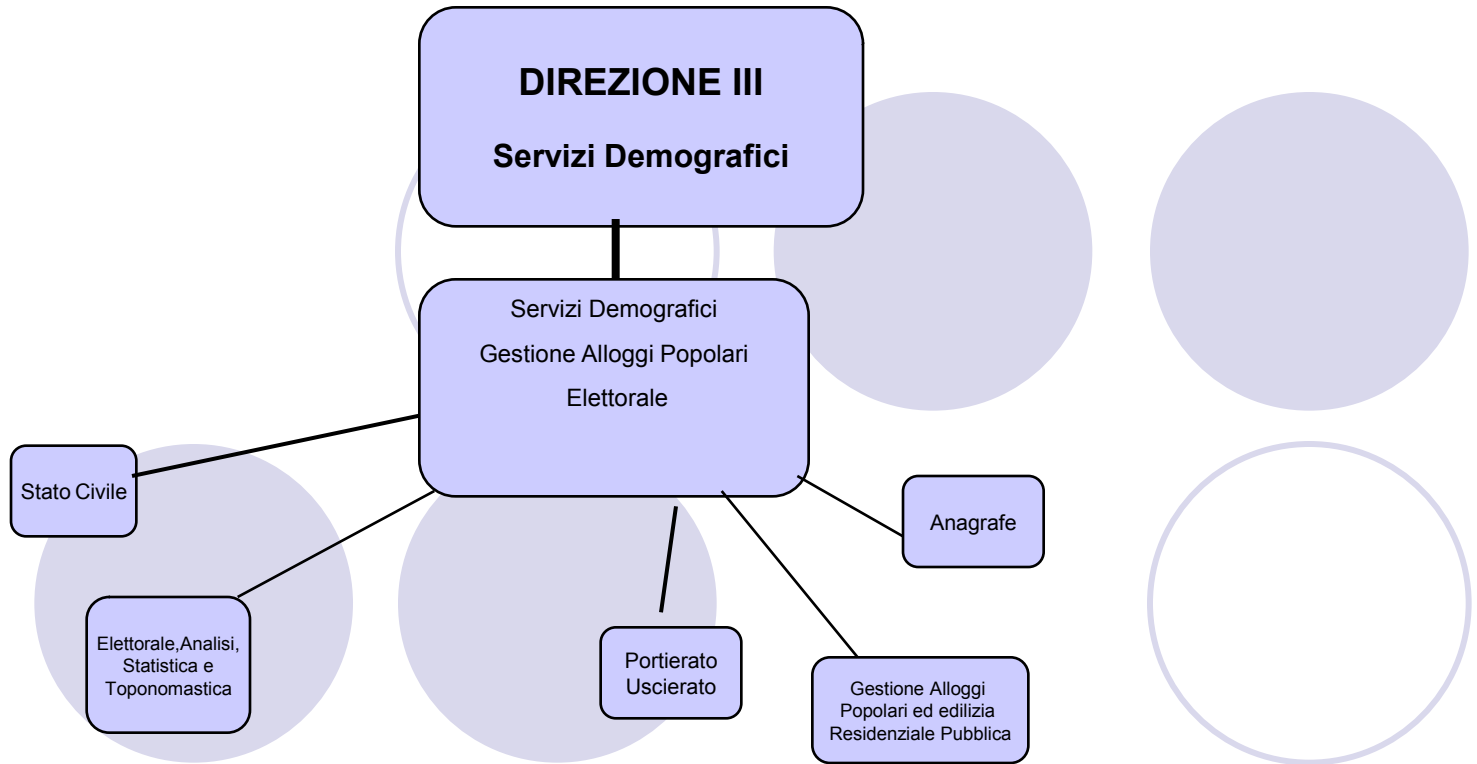 DIREZIONE III
Servizi Demografici
Servizi Demografici
Gestione Alloggi Popolari
Elettorale
Stato Civile
Anagrafe
Elettorale,Analisi,
Statistica e
Toponomastica
Portierato
Uscierato
Gestione Alloggi
Popolari ed edilizia
Residenziale Pubblica